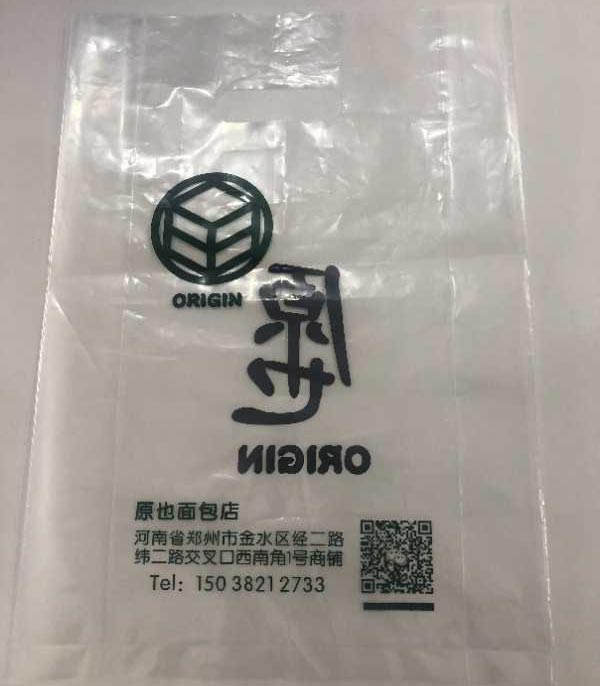 ORIGIN
原也
ORIGIN
原也面包店
河南省郑州市金水区经二路
纬二路交叉口西南角1号商铺
Tel: 150 3821 2733